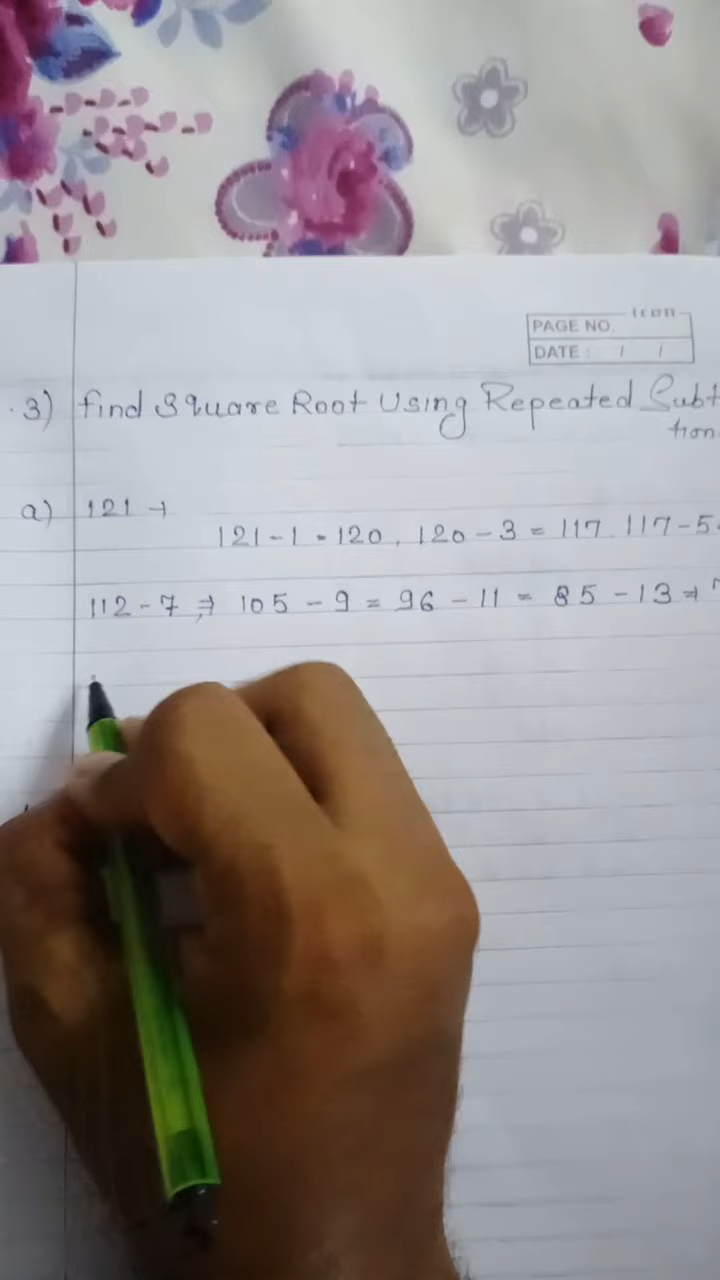 icon
PAGE NO.
DATE : / /
3) find Square Root Using Repeated Subt
tion
a) 121 →
121-1=120, 120-3=117. 117-5
112-7 ⇒ 105-9=96-11=85-13⇒